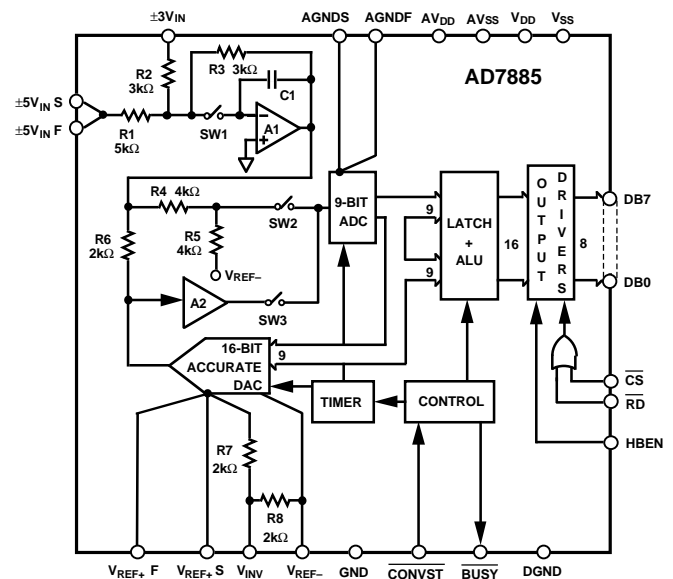 ±3VIN
AGNDS
AGNDF
AVDD
AVSS
VDD
VSS
AD7885
R2
3kΩ
R3 3kΩ
C1
±5VIN S
±5VIN F
R1
5kΩ
SW1
A1
R4 4kΩ
SW2
9-BIT
ADC
9
LATCH
+
ALU
16
OUTPUT
DRIVERS
8
DB7
R6
2kΩ
R5
4kΩ
VREF–
9
DB0
A2
SW3
16-BIT
ACCURATE
DAC
9
TIMER
CONTROL
CS
RD
HBEN
R7
2kΩ
R8
2kΩ
VREF+ F
VREF+ S
VINV
VREF–
GND
CONVST
BUSY
DGND